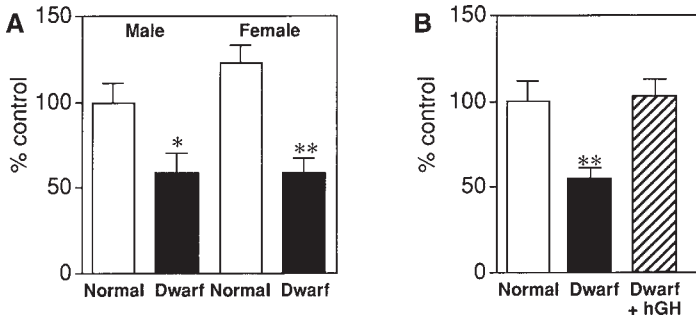 A
% control
150
100
50
0
Male Female
*
**
Normal Dwarf Normal Dwarf
B
% control
150
100
50
0
**
Normal Dwarf Dwarf
+ hGH